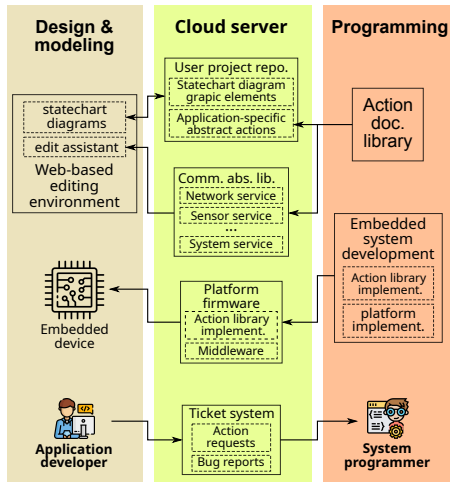 Design &
modeling
Cloud server
Programming
statechart
diagrams
edit assistant
Web-based
editing
environment
User project repo.
Statechart diagram
grapic elements
Application-specific
abstract actions
Action
doc.
library
Comm. abs. lib.
Network service
Sensor service
...
System service
Embedded
system
development
Action library
implement.
platform
implement.
Embedded
device
Platform
firmware
Action library
implement.
Middleware
Application
developer
Ticket system
Action
requests
Bug reports
System
programmer